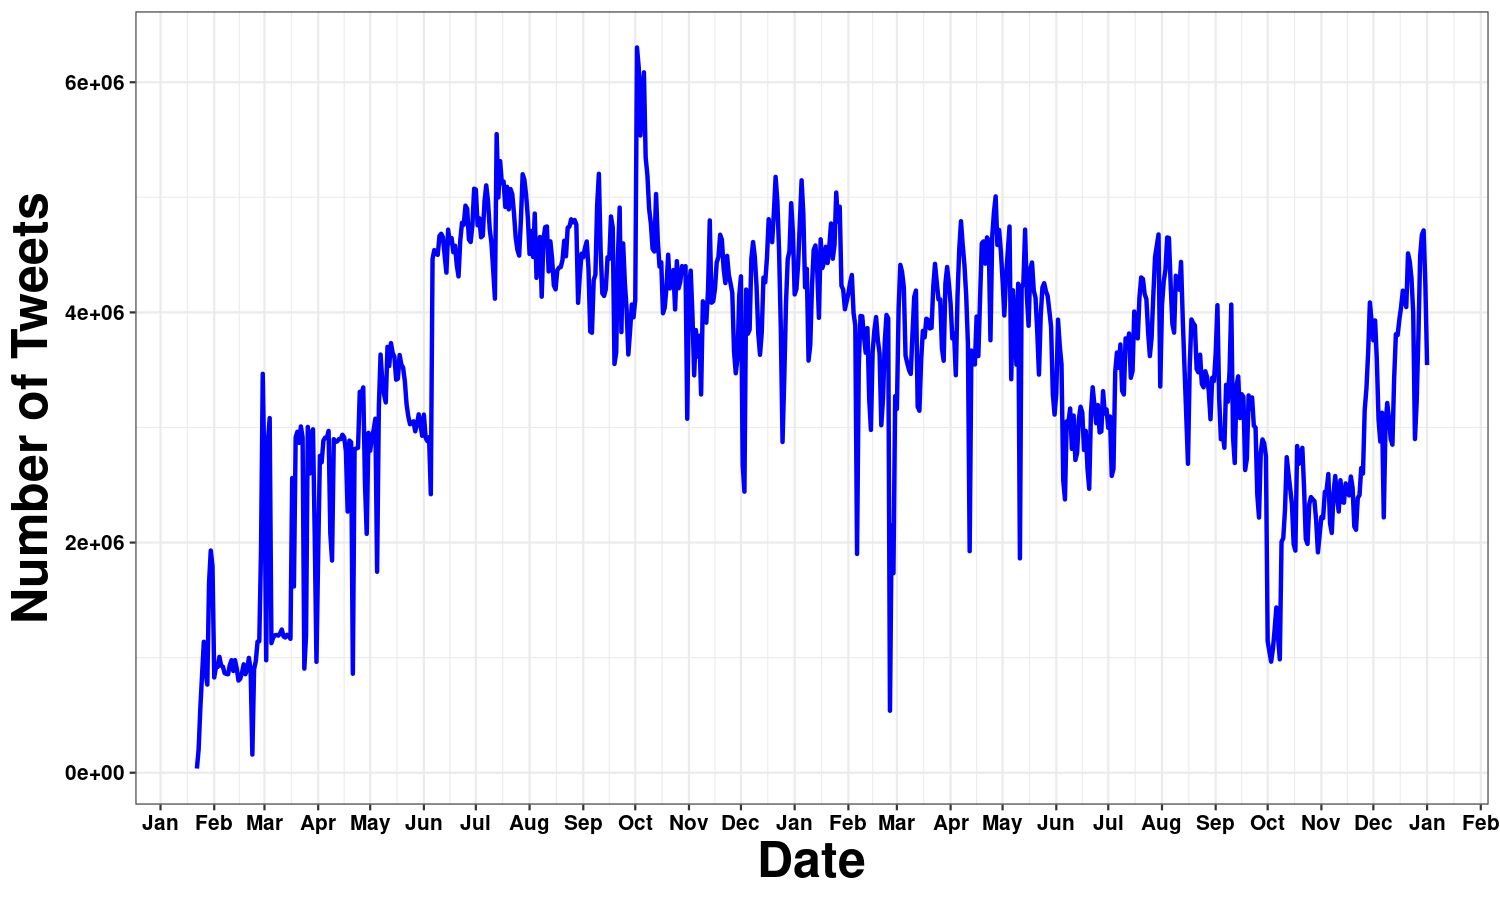 Number of Tweets
6e+06
4e+06
2e+06
0e+00
Jan Feb Mar Apr May Jun Jul Aug Sep Oct Nov Dec Jan Feb Mar Apr May Jun Jul Aug Sep Oct Nov Dec Jan Feb
Date